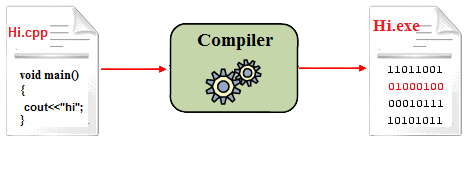 Hi.cpp
void main()
{
cout<<"hi";
}
Compiler
Hi.exe
11011001
01000100
00010111
10101011